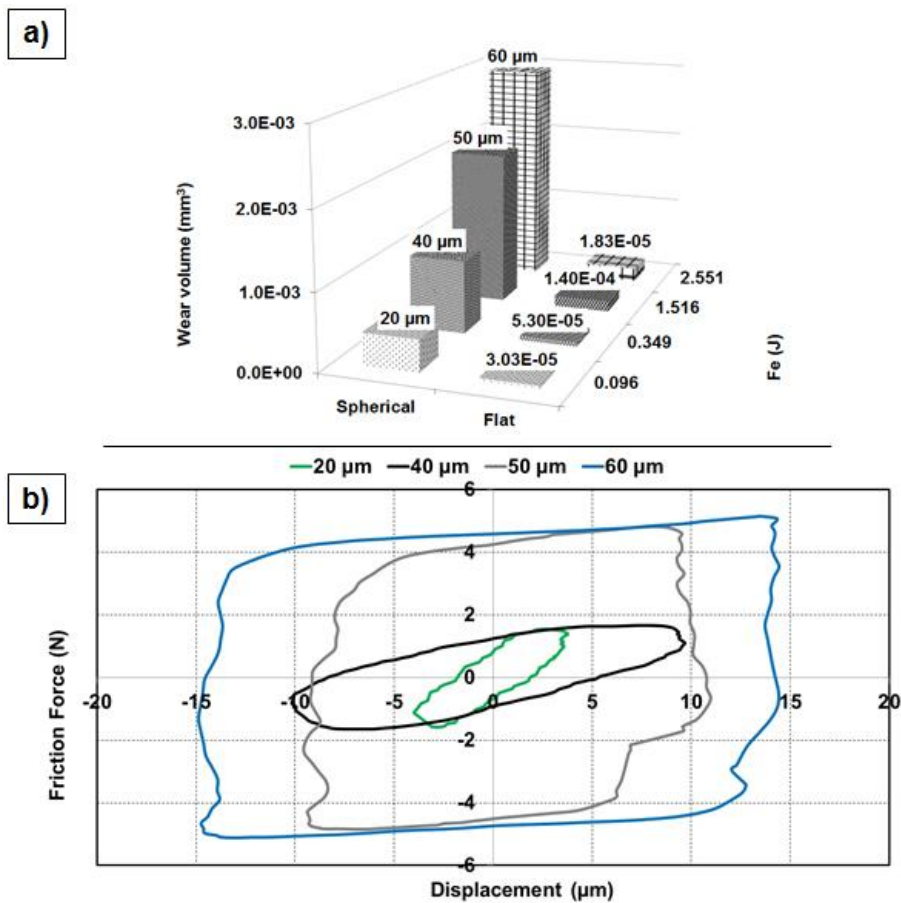 a)
60 µm
3.0E-03
50 µm
2.0E-03
40 µm
1.83E-05
2.551
1.40E-04
1.516
1.0E-03
20 µm
5.30E-05
0.349
3.03E-05
0.096
0.0E+00
Wear volume (mm³)
Fe (J)
Spherical
Flat
b)
20 µm 40 µm 50 µm 60 µm
6
4
2
0
-20 -15 -10 -5 0 5 10 15 20
-2
-4
-6
Friction Force (N)
Displacement (µm)